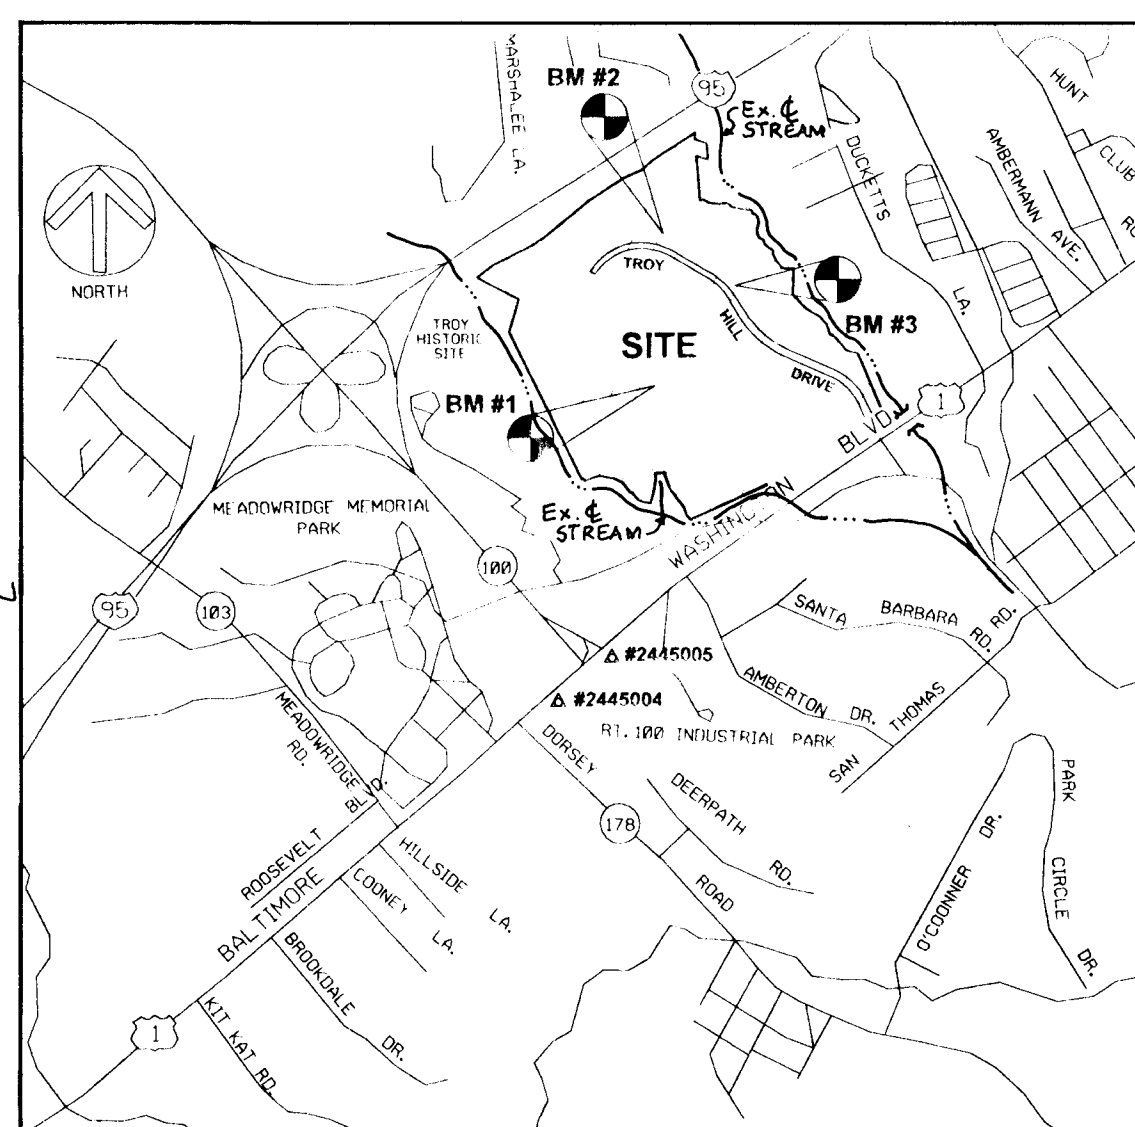 MARSHALEE LA.
BM #2
95
Ex. ℄
STREAM
HUNT
CLUB
AMBERMANN AVE.
DUCKETTS
LA.
NORTH
TROY
HILL
DRIVE
BM #3
TROY
HISTORIC
SITE
SITE
BM #1
1
BLVD.
MEADOWRIDGE MEMORIAL
PARK
Ex. ℄
STREAM
WASHINGTON
100
95
103
SANTA BARBARA RD.
RD.
#2445005
#2445004
AMBERTON DR.
SAN THOMAS
RT. 100 INDUSTRIAL PARK
MEADOWRIDGE
RD.
DORSEY
ROAD
178
DEERPATH
RD.
PARK
CIRCLE
DR.
O'COONNER DR.
ROOSEVELT BLVD.
BALTIMORE
HILLSIDE
LA.
COONEY
LA.
BROOKDALE
DR.
1
KIT KAT RD.